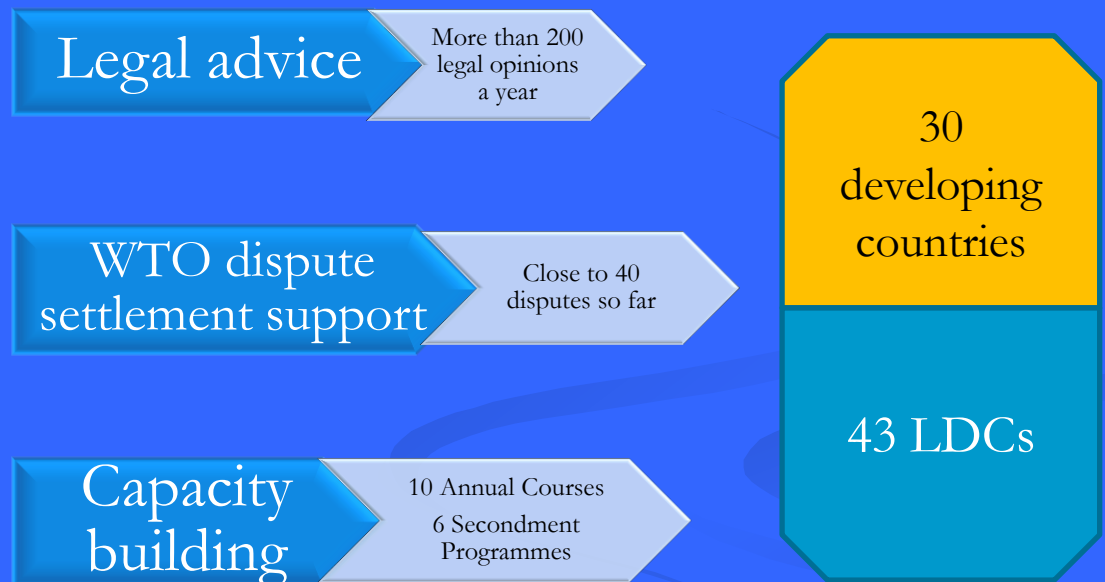 Legal advice
More than 200
legal opinions
a year
WTO dispute
settlement support
Close to 40
disputes so far
Capacity
building
10 Annual Courses
6 Secondment
Programmes
30
developing
countries
43 LDCs